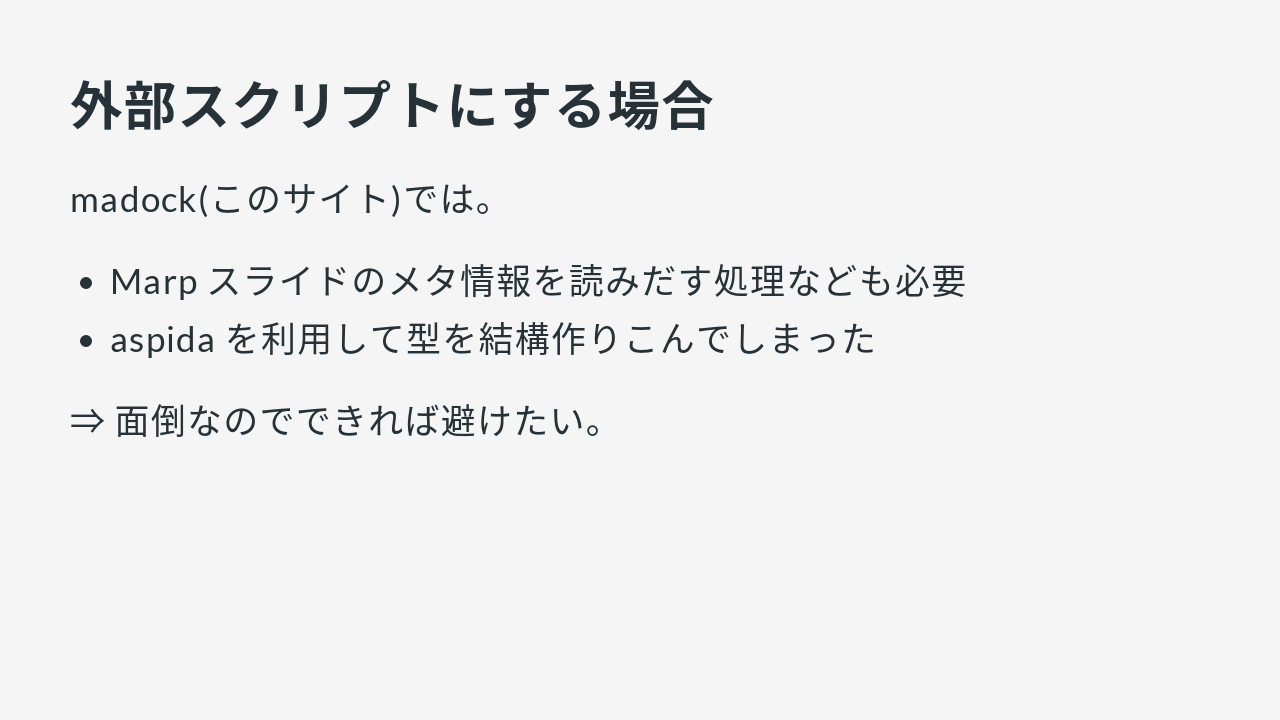 外部スクリプトにする場合
madock(このサイト)では。
• Marp スライドのメタ情報を読みだす処理なども必要
• aspida を利用して型を結構作りこんでしまった
⇒ 面倒なのでできれば避けたい。